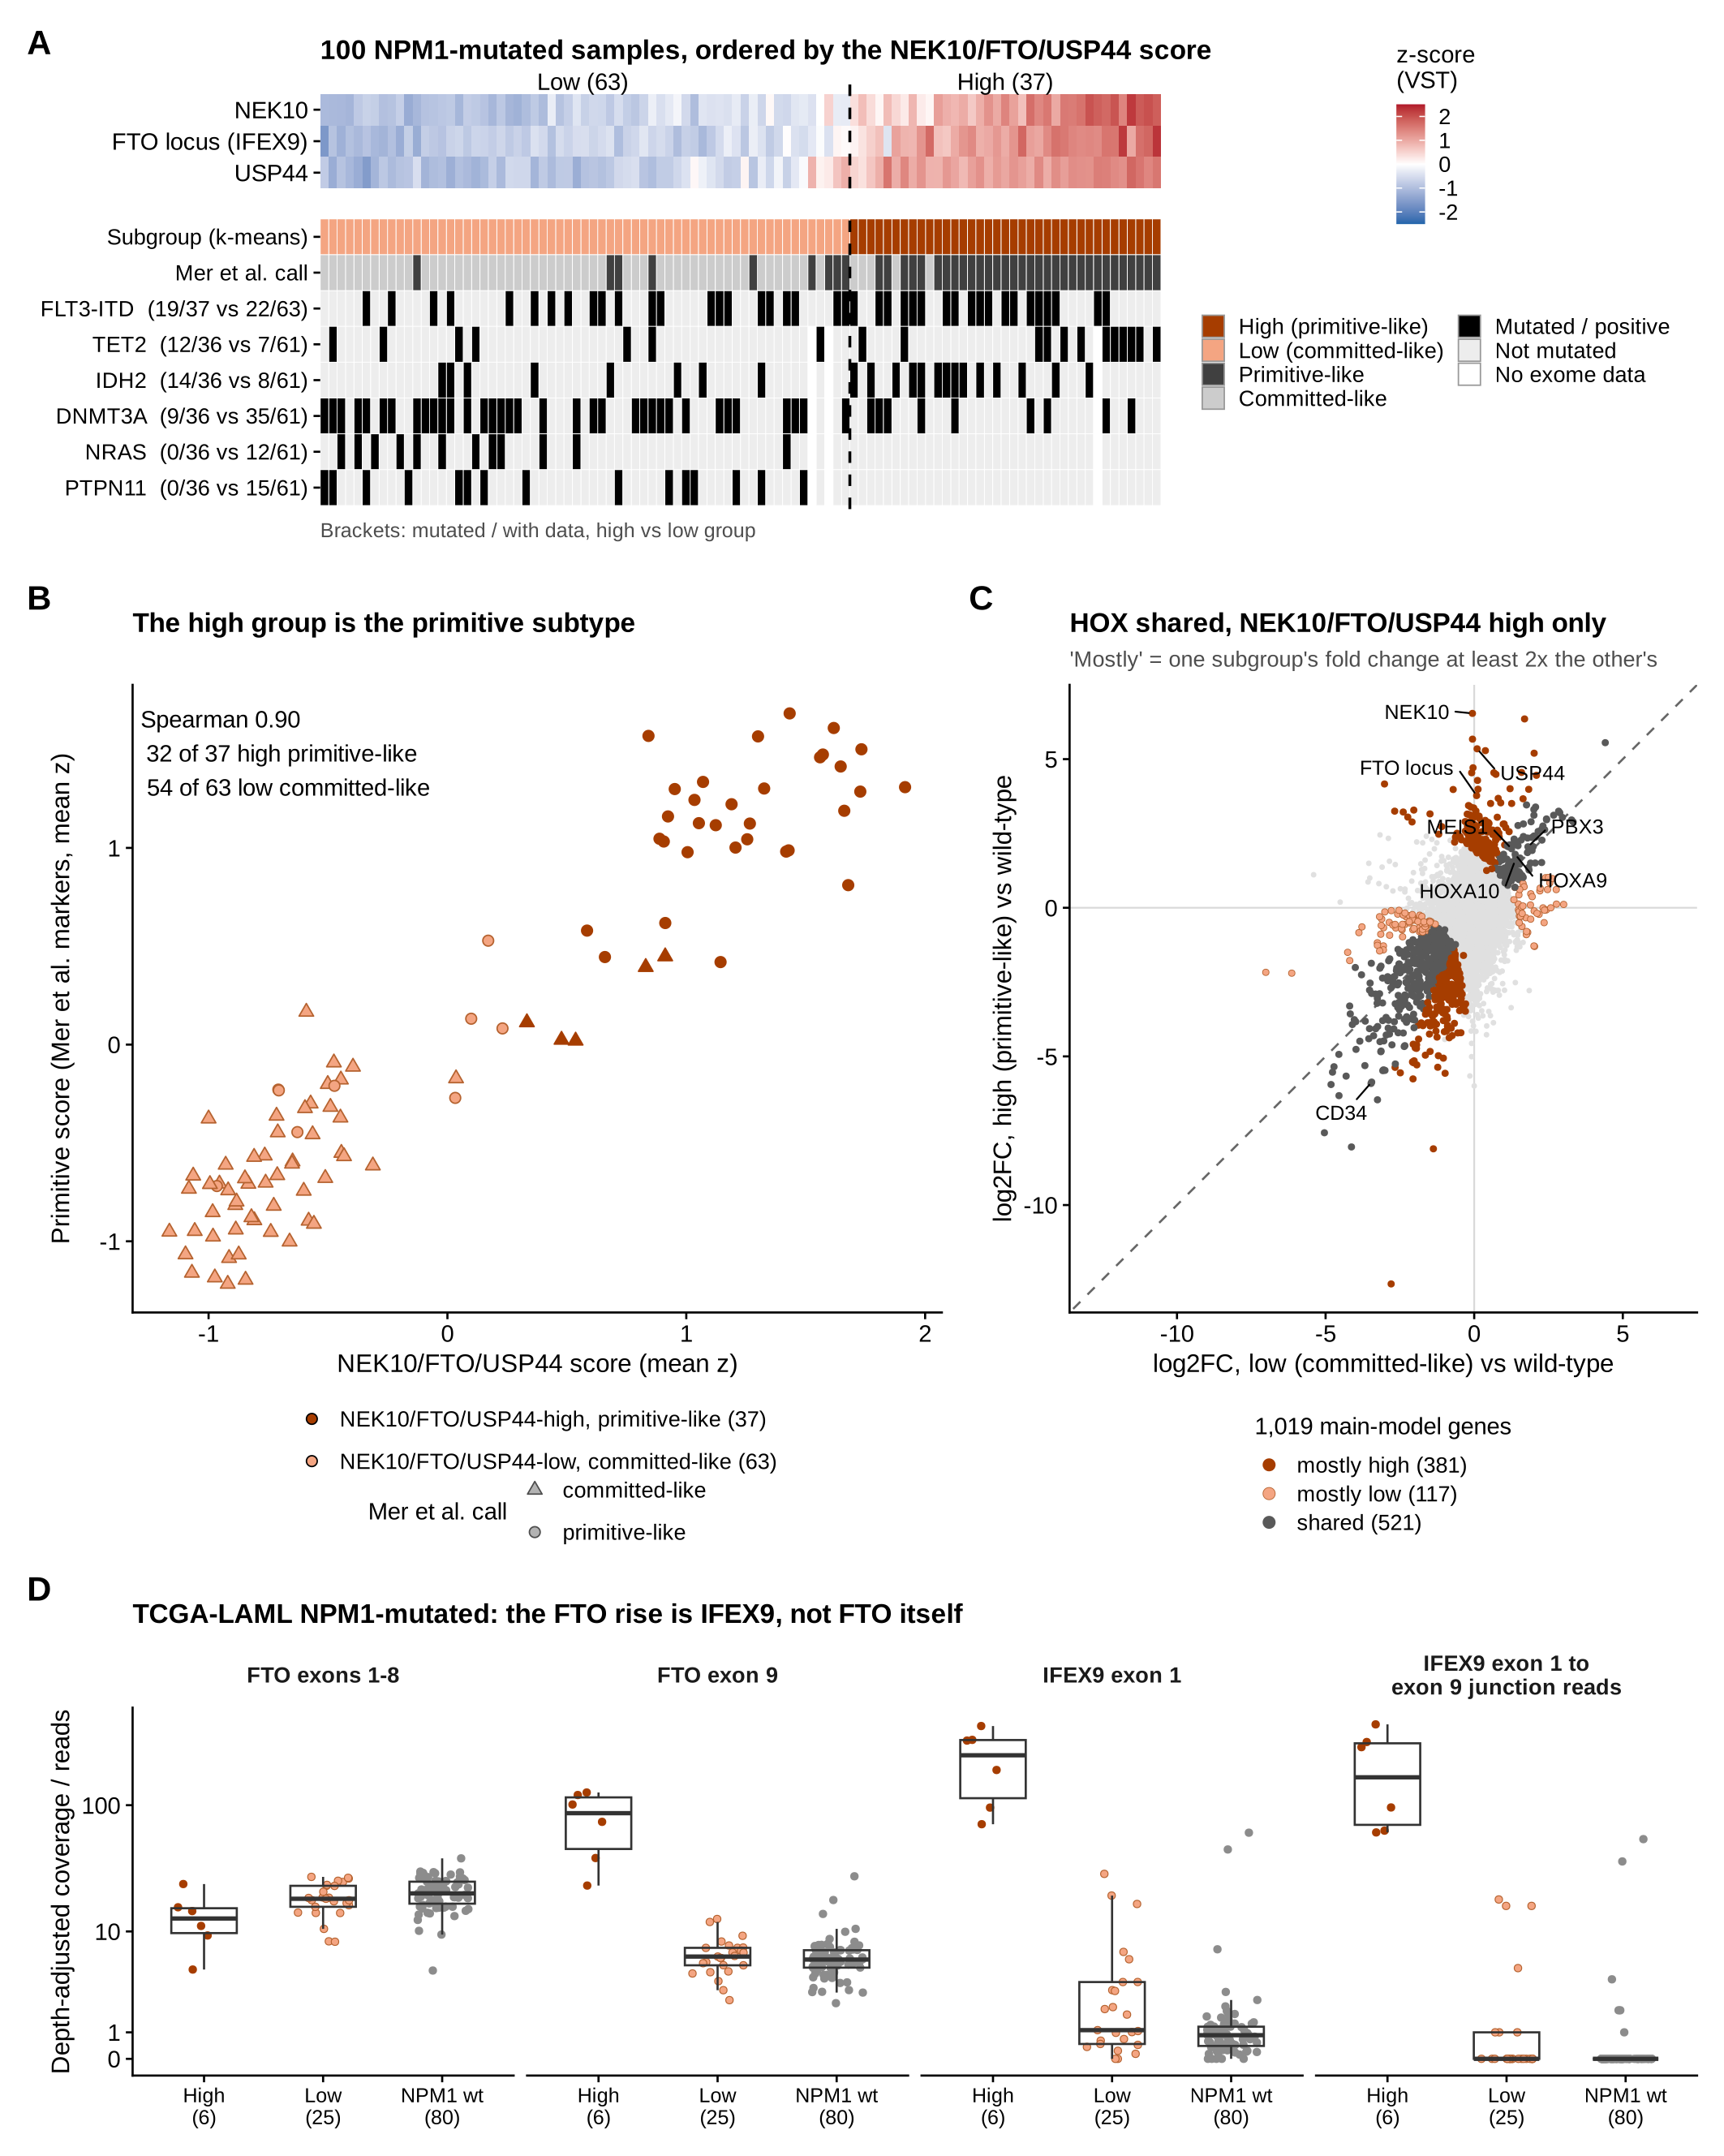 A
100 NPM1-mutated samples, ordered by the NEK10/FTO/USP44 score
Low (63)
High (37)
NEK10
FTO locus (IFEX9)
USP44
z-score
(VST)
2
1
0
-1
-2
Subgroup (k-means)
Mer et al. call
FLT3-ITD (19/37 vs 22/63)
TET2 (12/36 vs 7/61)
IDH2 (14/36 vs 8/61)
DNMT3A (9/36 vs 35/61)
NRAS (0/36 vs 12/61)
PTPN11 (0/36 vs 15/61)
High (primitive-like)
Low (committed-like)
Primitive-like
Committed-like
Mutated / positive
Not mutated
No exome data
Brackets: mutated / with data, high vs low group
B
The high group is the primitive subtype
Spearman 0.90
32 of 37 high primitive-like
54 of 63 low committed-like
Primitive score (Mer et al. markers, mean z)
1
0
-1
-1
0
1
2
NEK10/FTO/USP44 score (mean z)
NEK10/FTO/USP44-high, primitive-like (37)
NEK10/FTO/USP44-low, committed-like (63)
Mer et al. call
committed-like
primitive-like
C
HOX shared, NEK10/FTO/USP44 high only
'Mostly' = one subgroup's fold change at least 2x the other's
log2FC, high (primitive-like) vs wild-type
5
0
-5
-10
NEK10
FTO locus
USP44
MEIS1
PBX3
HOXA10
HOXA9
CD34
-10
-5
0
5
log2FC, low (committed-like) vs wild-type
1,019 main-model genes
mostly high (381)
mostly low (117)
shared (521)
D
TCGA-LAML NPM1-mutated: the FTO rise is IFEX9, not FTO itself
FTO exons 1-8
FTO exon 9
IFEX9 exon 1
IFEX9 exon 1 to
exon 9 junction reads
Depth-adjusted coverage / reads
100
10
1
0
High
(6)
Low
(25)
NPM1 wt
(80)
High
(6)
Low
(25)
NPM1 wt
(80)
High
(6)
Low
(25)
NPM1 wt
(80)
High
(6)
Low
(25)
NPM1 wt
(80)